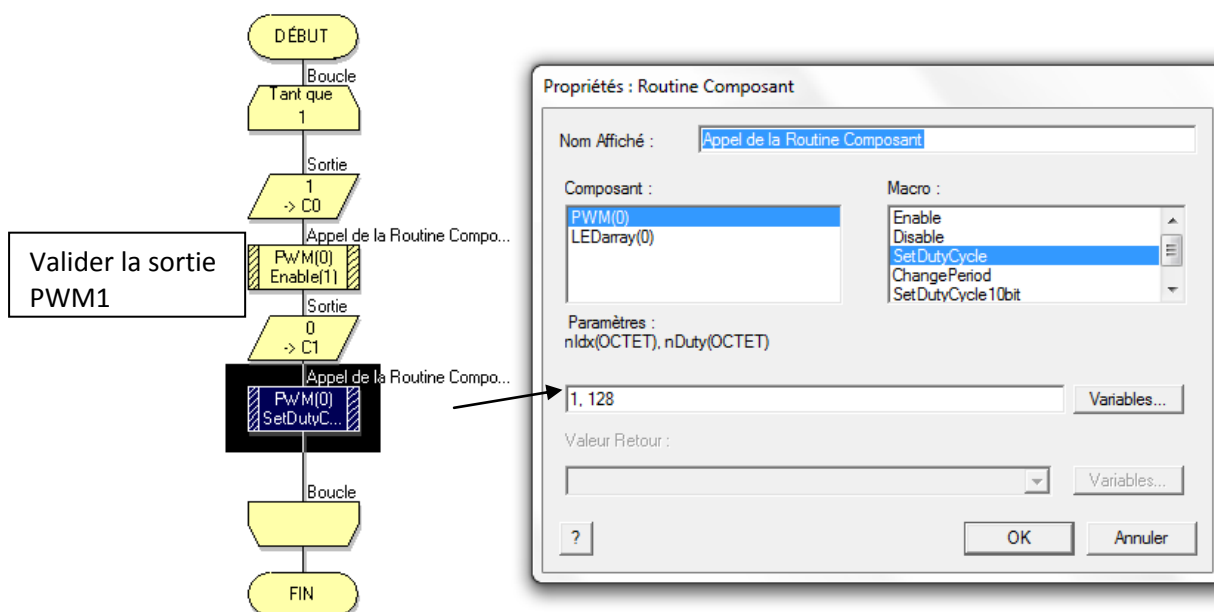 DÉBUT
Boucle
Tant que
1
Sortie
1
-> C0
Appel de la Routine Compo...
PWM(0)
Enable(1)
Valider la sortie
PWM1
Sortie
0
-> C1
Appel de la Routine Compo...
PWM(0)
SetDutyC...
Boucle
FIN
Propriétés : Routine Composant
Nom Affiché :
Appel de la Routine Composant
Composant :
PWM(0)
LEDarray(0)
Macro :
Enable
Disable
SetDutyCycle
ChangePeriod
SetDutyCycle10bit
Paramètres :
nIdx(OCTET), nDuty(OCTET)
1, 128
Variables...
Valeur Retour :
Variables...
?
OK
Annuler